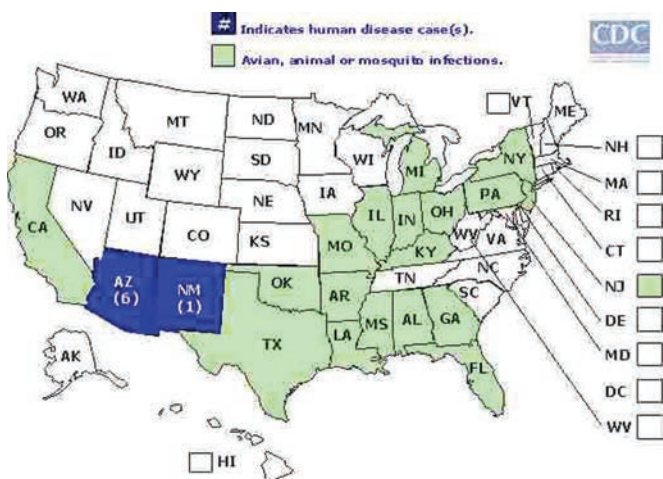 # Indicates human disease case(s).
Avian, animal or mosquito infections.
CDC
WA
OR
ID
MT
ND
MN
SD
WY
WI
MI
NE
IA
NV
UT
CO
KS
CA
AZ
(6)
NM
(1)
OK
TX
MO
AR
LA
IL
IN
OH
KY
TN
MS
AL
GA
FL
SC
NC
VA
WV
PA
NY
VT
ME
NH
MA
RI
CT
NJ
DE
MD
DC
WV
AK
HI